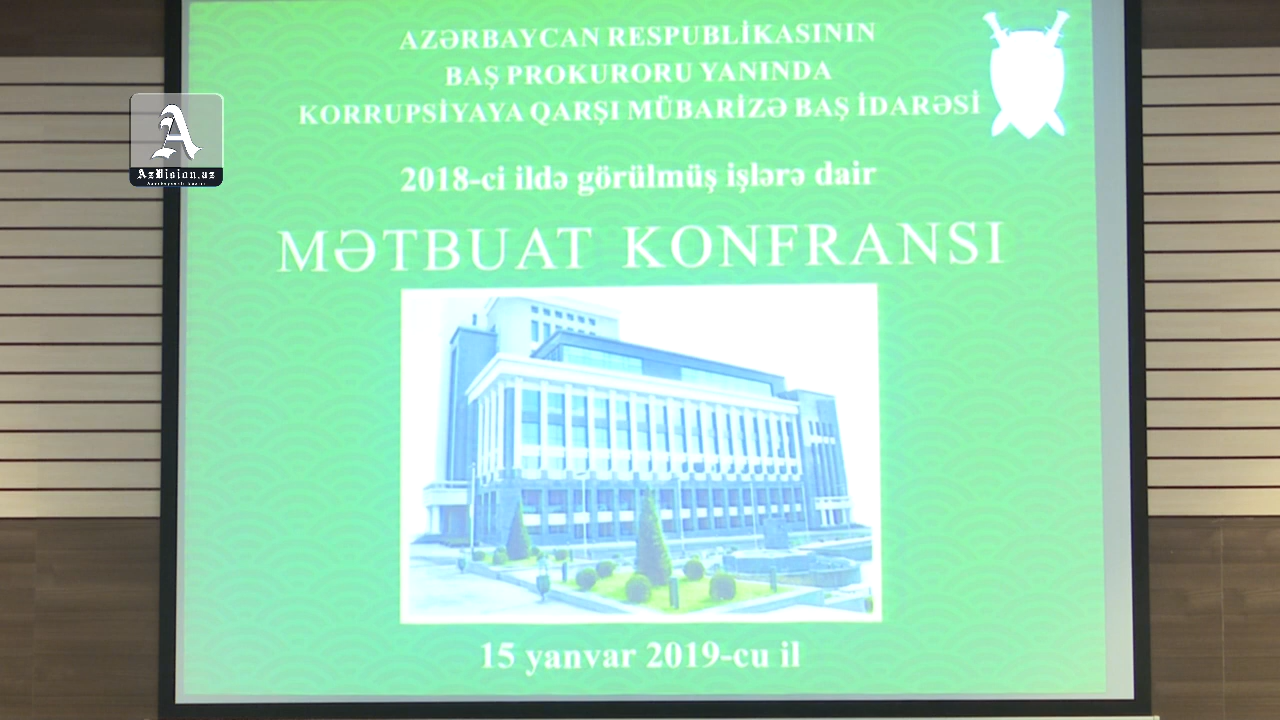 AZƏRBAYCAN RESPUBLİKASININ
BAŞ PROKURORU YANINDA
KORRUPSİYAYA QARŞI MÜBARİZƏ BAŞ İDARƏSİ
A
AzVision.az
2018-ci ildə görülmüş işlərə dair
MƏTBUAT KONFRANSI
15 yanvar 2019-cu il